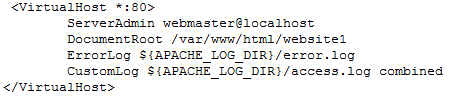 <VirtualHost *:80>
ServerAdmin webmaster@localhost
DocumentRoot /var/www/html/website1
ErrorLog ${APACHE_LOG_DIR}/error.log
CustomLog ${APACHE_LOG_DIR}/access.log combined
</VirtualHost>